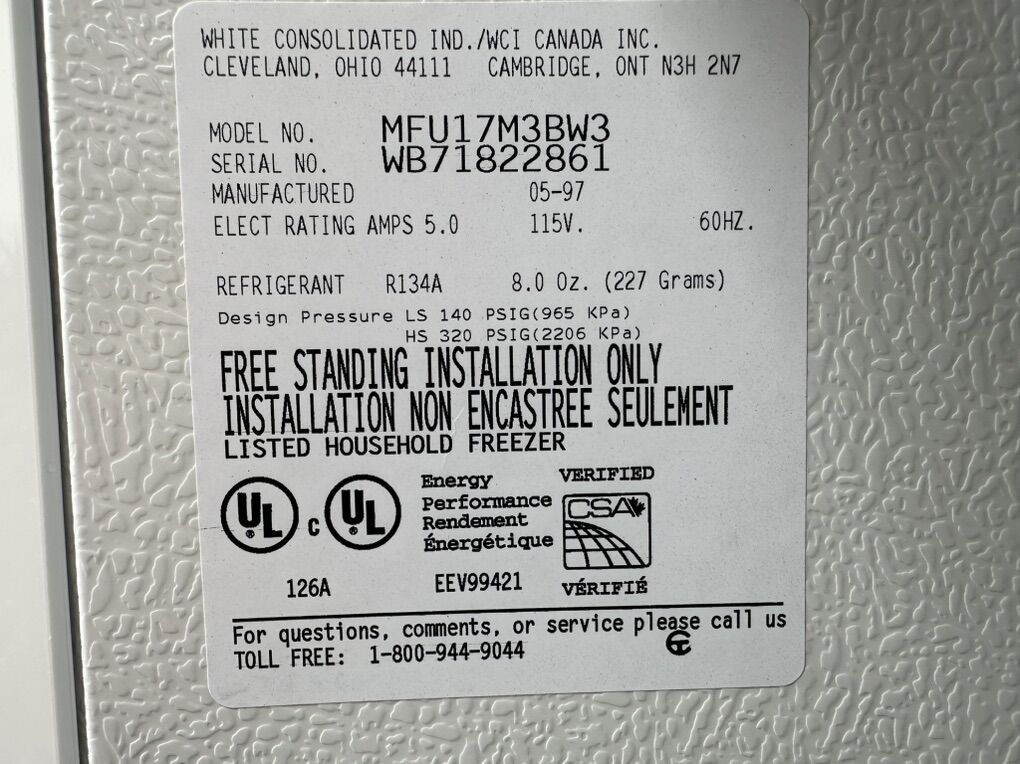 WHITE CONSOLIDATED IND./WCI CANADA INC.
CLEVELAND, OHIO 44111 CAMBRIDGE, ONT N3H 2N7
MODEL NO. MFU17M3BW3
SERIAL NO. WB71822861
MANUFACTURED 05-97
ELECT RATING AMPS 5.0 115V. 60HZ.
REFRIGERANT R134A 8.0 Oz. (227 Grams)
Design Pressure LS 140 PSIG(965 KPa)
HS 320 PSIG(2206 KPa)
FREE STANDING INSTALLATION ONLY
INSTALLATION NON ENCASTREE SEULEMENT
LISTED HOUSEHOLD FREEZER
UL ® c UL ®
Energy
Performance
Rendement
Énergétique
VERIFIED
CSA
VÉRIFIÉ
126A EEV99421
For questions, comments, or service please call us
TOLL FREE: 1-800-944-9044